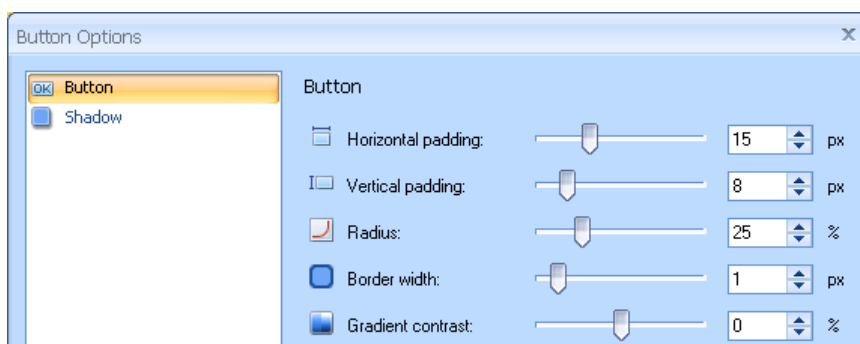 Button Options x
OK Button
Shadow
Button
Horizontal padding: 15 px
Vertical padding: 8 px
Radius: 25 %
Border width: 1 px
Gradient contrast: 0 %